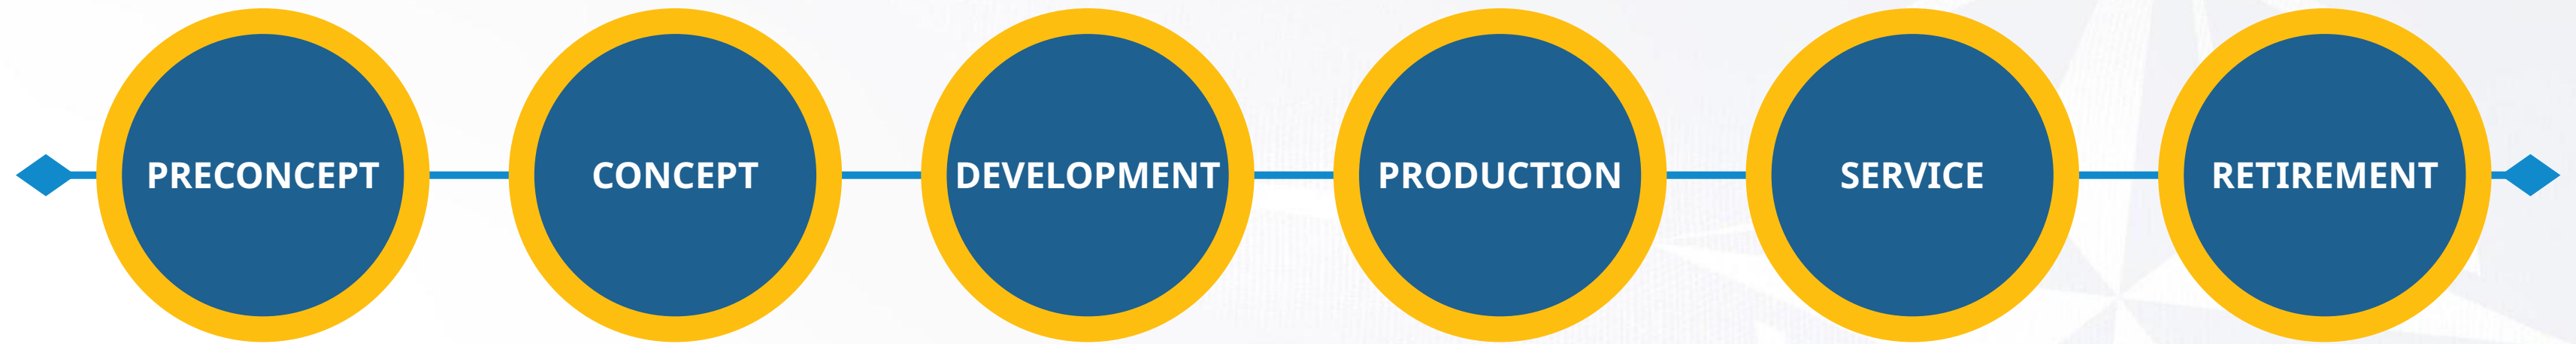 PRECONCEPT
CONCEPT
DEVELOPMENT
PRODUCTION
SERVICE
RETIREMENT